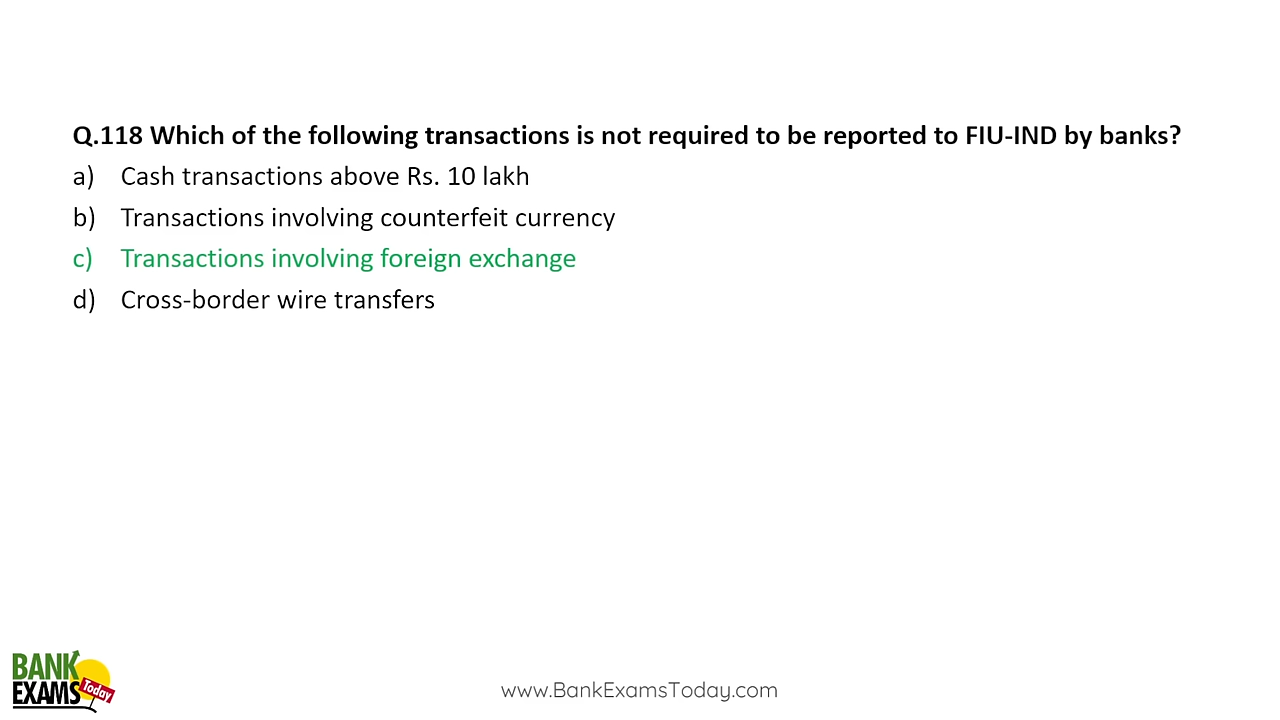 Q.118 Which of the following transactions is not required to be reported to FIU-IND by banks?
a) Cash transactions above Rs. 10 lakh
b) Transactions involving counterfeit currency
c) Transactions involving foreign exchange
d) Cross-border wire transfers
BANK
EXAMS Today
www.BankExamsToday.com